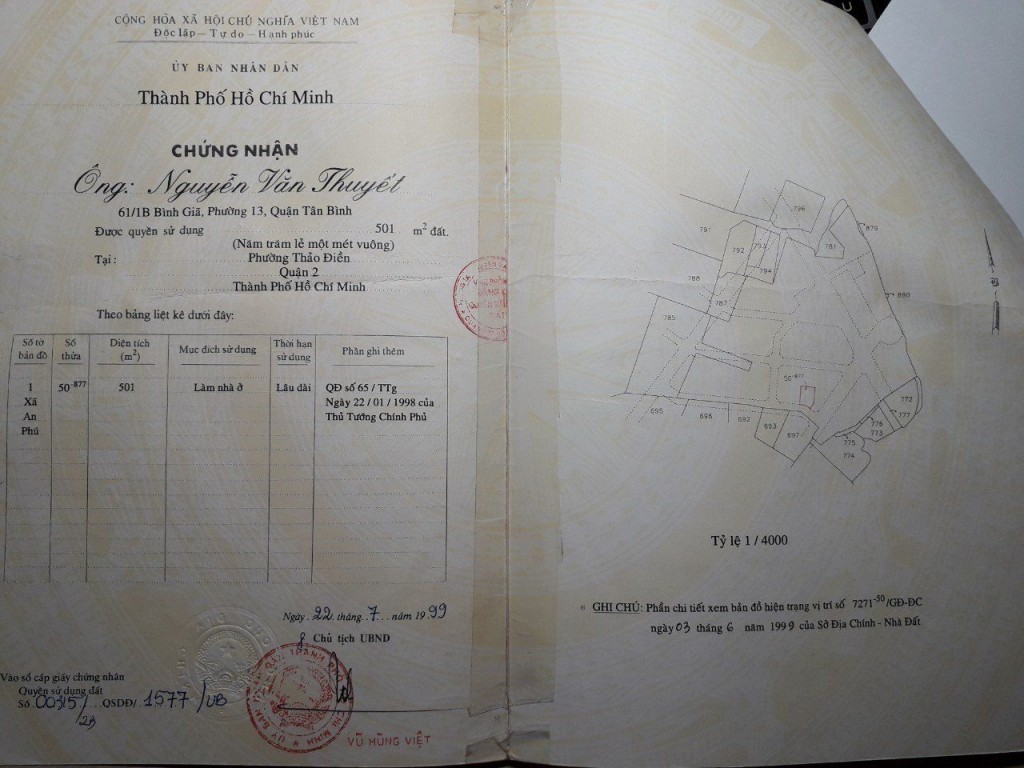 CỘNG HÒA XÃ HỘI CHỦ NGHĨA VIỆT NAM
Độc lập — Tự do — Hạnh phúc
ỦY BAN NHÂN DÂN
Thành Phố Hồ Chí Minh
CHỨNG NHẬN
Ông: Nguyễn Văn Thuyết
61/1B Bình Giã, Phường 13, Quận Tân Bình
Được quyền sử dụng 501 m² đất.
(Năm trăm lẻ một mét vuông)
Tại: Phường Thảo Điền
Quận 2
Thành Phố Hồ Chí Minh
Theo bảng liệt kê dưới đây:
Số tờ bản đồ
Số thửa
Diện tích (m²)
Mục đích sử dụng
Thời hạn sử dụng
Phần ghi thêm
1 50-877 501 Làm nhà ở Lâu dài QĐ số 65 / TTg
Xã Ngày 22 / 01 / 1998 của
An Thủ Tướng Chính Phủ
Phú
Ngày 22 tháng 7 năm 1999
Chủ tịch UBND
Vào sổ cấp giấy chứng nhận
Quyền sử dụng đất
Số 00315/2B QSDĐ/ 1577/UB
VŨ HÙNG VIỆT
796
791
792
793
794
781
879
788
787
880
785
50-877
695
696
692
693
697
772
777
776
773
775
774
Tỷ lệ 1 / 4000
GHI CHÚ: Phần chi tiết xem bản đồ hiện trạng vị trí số 7271-50/GĐ-ĐC
ngày 03 tháng 6 năm 1999 của Sở Địa Chính - Nhà Đất